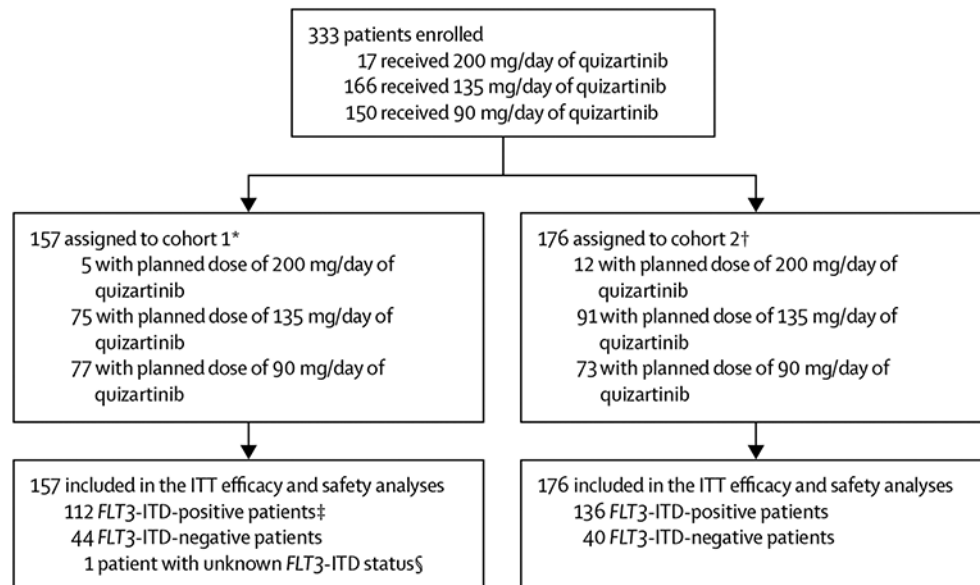 333 patients enrolled
17 received 200 mg/day of quizartinib
166 received 135 mg/day of quizartinib
150 received 90 mg/day of quizartinib
157 assigned to cohort 1*
5 with planned dose of 200 mg/day of
quizartinib
75 with planned dose of 135 mg/day of
quizartinib
77 with planned dose of 90 mg/day of
quizartinib
176 assigned to cohort 2†
12 with planned dose of 200 mg/day of
quizartinib
91 with planned dose of 135 mg/day of
quizartinib
73 with planned dose of 90 mg/day of
quizartinib
157 included in the ITT efficacy and safety analyses
112 FLT3-ITD-positive patients‡
44 FLT3-ITD-negative patients
1 patient with unknown FLT3-ITD status§
176 included in the ITT efficacy and safety analyses
136 FLT3-ITD-positive patients
40 FLT3-ITD-negative patients